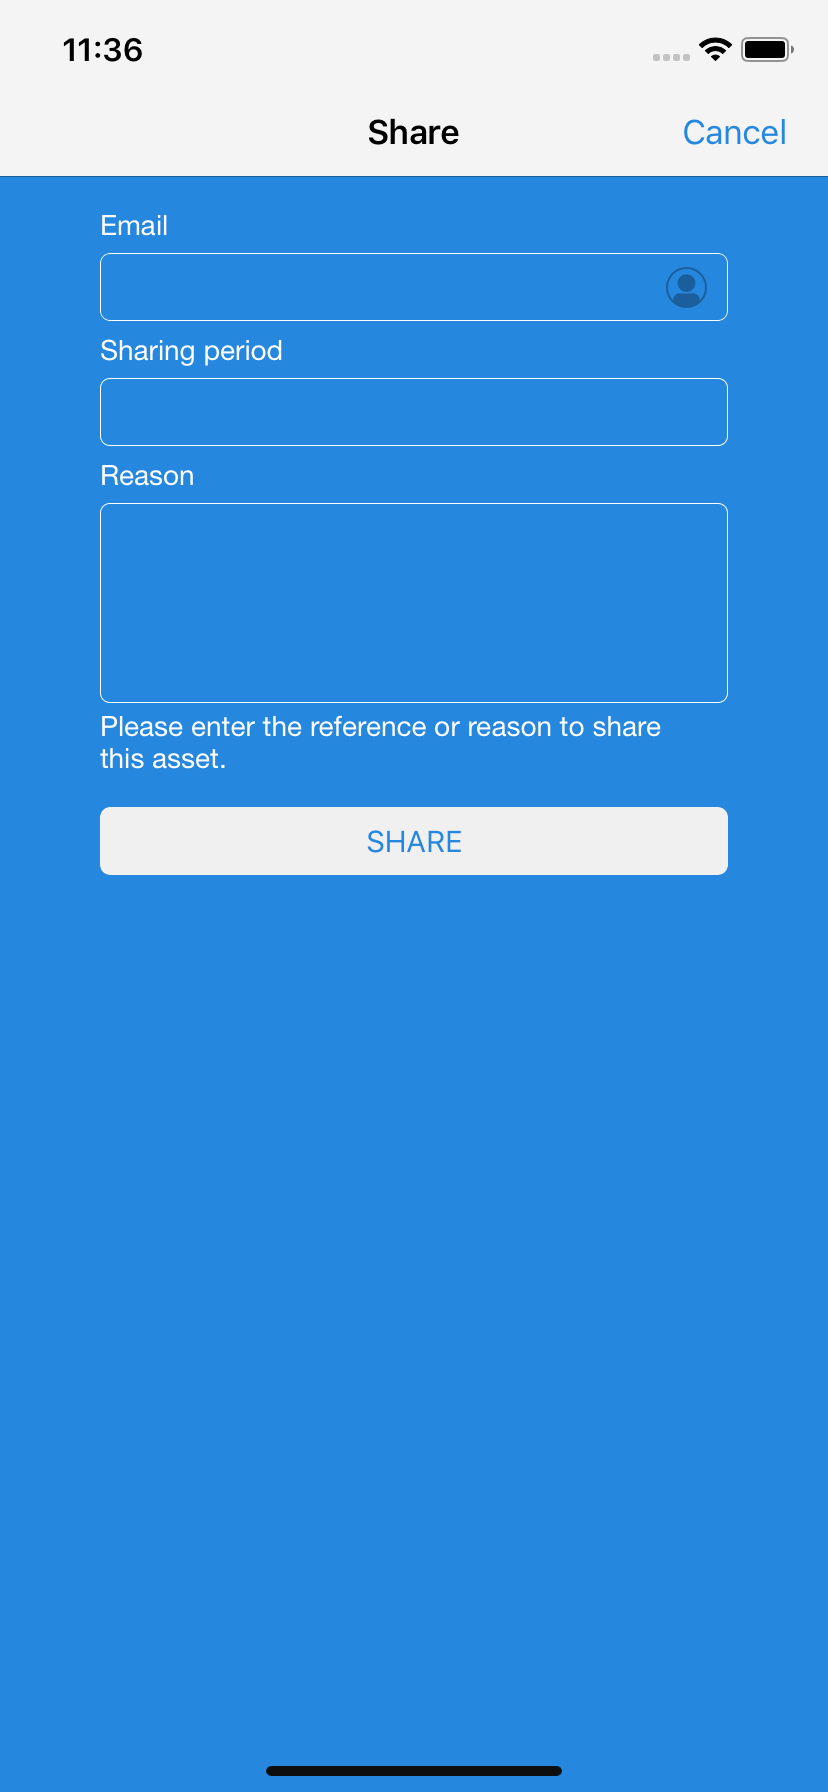 11:36
Share
Cancel
Email
Sharing period
Reason
Please enter the reference or reason to share
this asset.
SHARE